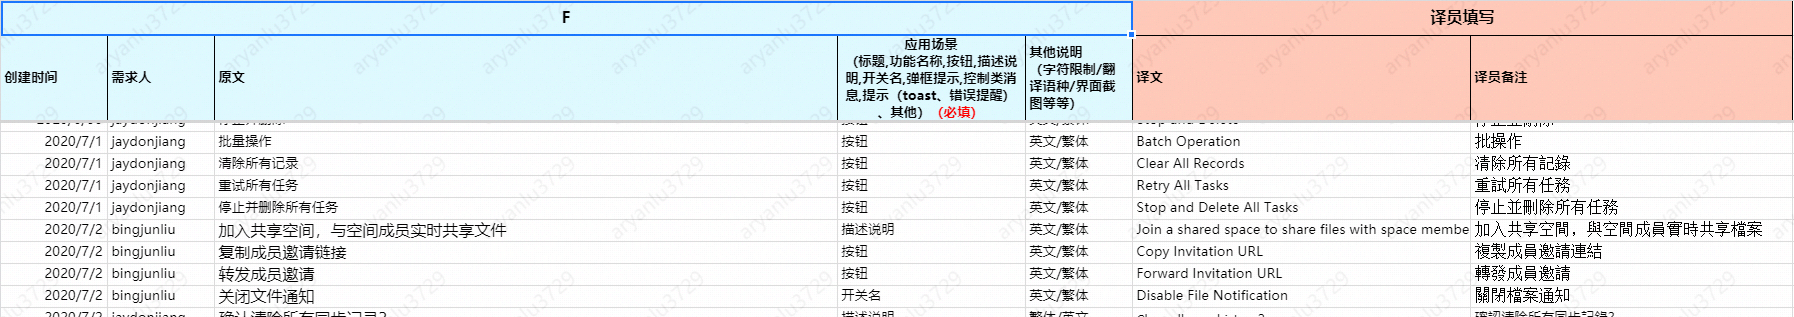 F
译员填写
创建时间
需求人
原文
应用场景
（标题,功能名称,按钮,描述说
明,开关名,弹框提示,控制类消
息,提示（toast、错误提醒）
、其他）（必填）
其他说明
（字符限制/翻
译语种/界面截
图等等）
译文
译员备注
2020/7/1 jaydonjiang 批量操作 按钮 英文/繁体 Batch Operation 批操作
2020/7/1 jaydonjiang 清除所有记录 按钮 英文/繁体 Clear All Records 清除所有記錄
2020/7/1 jaydonjiang 重试所有任务 按钮 英文/繁体 Retry All Tasks 重試所有任務
2020/7/1 jaydonjiang 停止并删除所有任务 按钮 英文/繁体 Stop and Delete All Tasks 停止並刪除所有任務
2020/7/2 bingjunliu 加入共享空间，与空间成员实时共享文件 描述说明 英文/繁体 Join a shared space to share files with space membe 加入共享空間，與空間成員實時共享檔案
2020/7/2 bingjunliu 复制成员邀请链接 按钮 英文/繁体 Copy Invitation URL 複製成員邀請連結
2020/7/2 bingjunliu 转发成员邀请 按钮 英文/繁体 Forward Invitation URL 轉發成員邀請
2020/7/2 bingjunliu 关闭文件通知 开关名 英文/繁体 Disable File Notification 關閉檔案通知
aryanlu3729